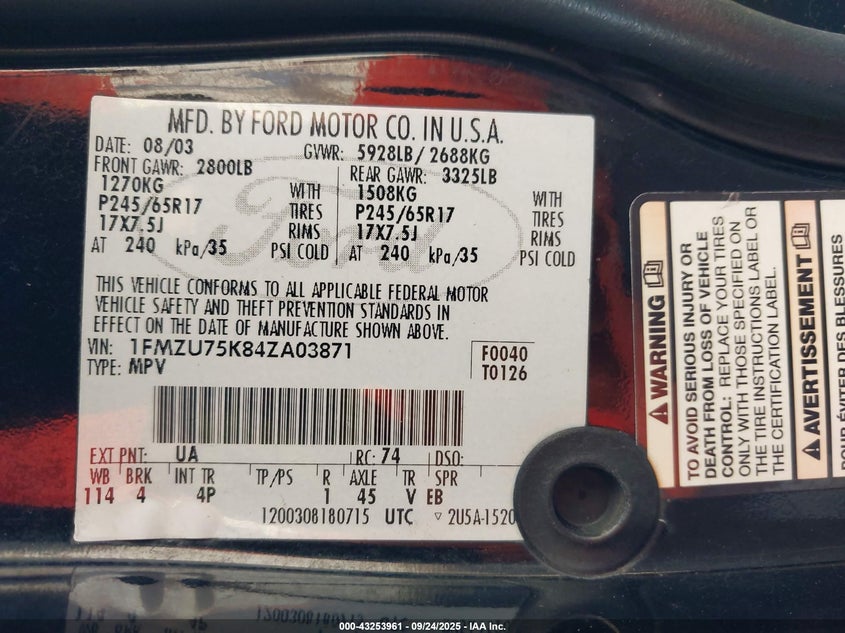 MFD. BY FORD MOTOR CO. IN U.S.A.
DATE: 08/03 GVWR: 5928LB/ 2688KG
FRONT GAWR: 2800LB REAR GAWR: 3325LB
1270KG WITH 1508KG WITH
P245/65R17 TIRES P245/65R17 TIRES
17X7.5J RIMS 17X7.5J RIMS
AT 240 kPa/35 PSI COLD AT 240 kPa/35 PSI COLD
Ford
THIS VEHICLE CONFORMS TO ALL APPLICABLE FEDERAL MOTOR
VEHICLE SAFETY AND THEFT PREVENTION STANDARDS IN
EFFECT ON THE DATE OF MANUFACTURE SHOWN ABOVE.
VIN: 1FMZU75K84ZA03871 F0040
TYPE: MPV T0126
EXT PNT: UA RC: 74 DSO:
WB BRK INT TR TP/PS R AXLE TR SPR
114 4 4P 1 45 V EB
1200308180715 UTC ▽ 2U5A-1520
WARNING
TO AVOID SERIOUS INJURY OR
DEATH FROM LOSS OF VEHICLE
CONTROL: REPLACE YOUR TIRES
ONLY WITH THOSE SPECIFIED ON
THE TIRE INSTRUCTIONS LABEL OR
THE CERTIFICATION LABEL.
AVERTISSEMENT
POUR ÉVITER DES BLESSURES
000-43253961 - 09/24/2025 - IAA Inc.